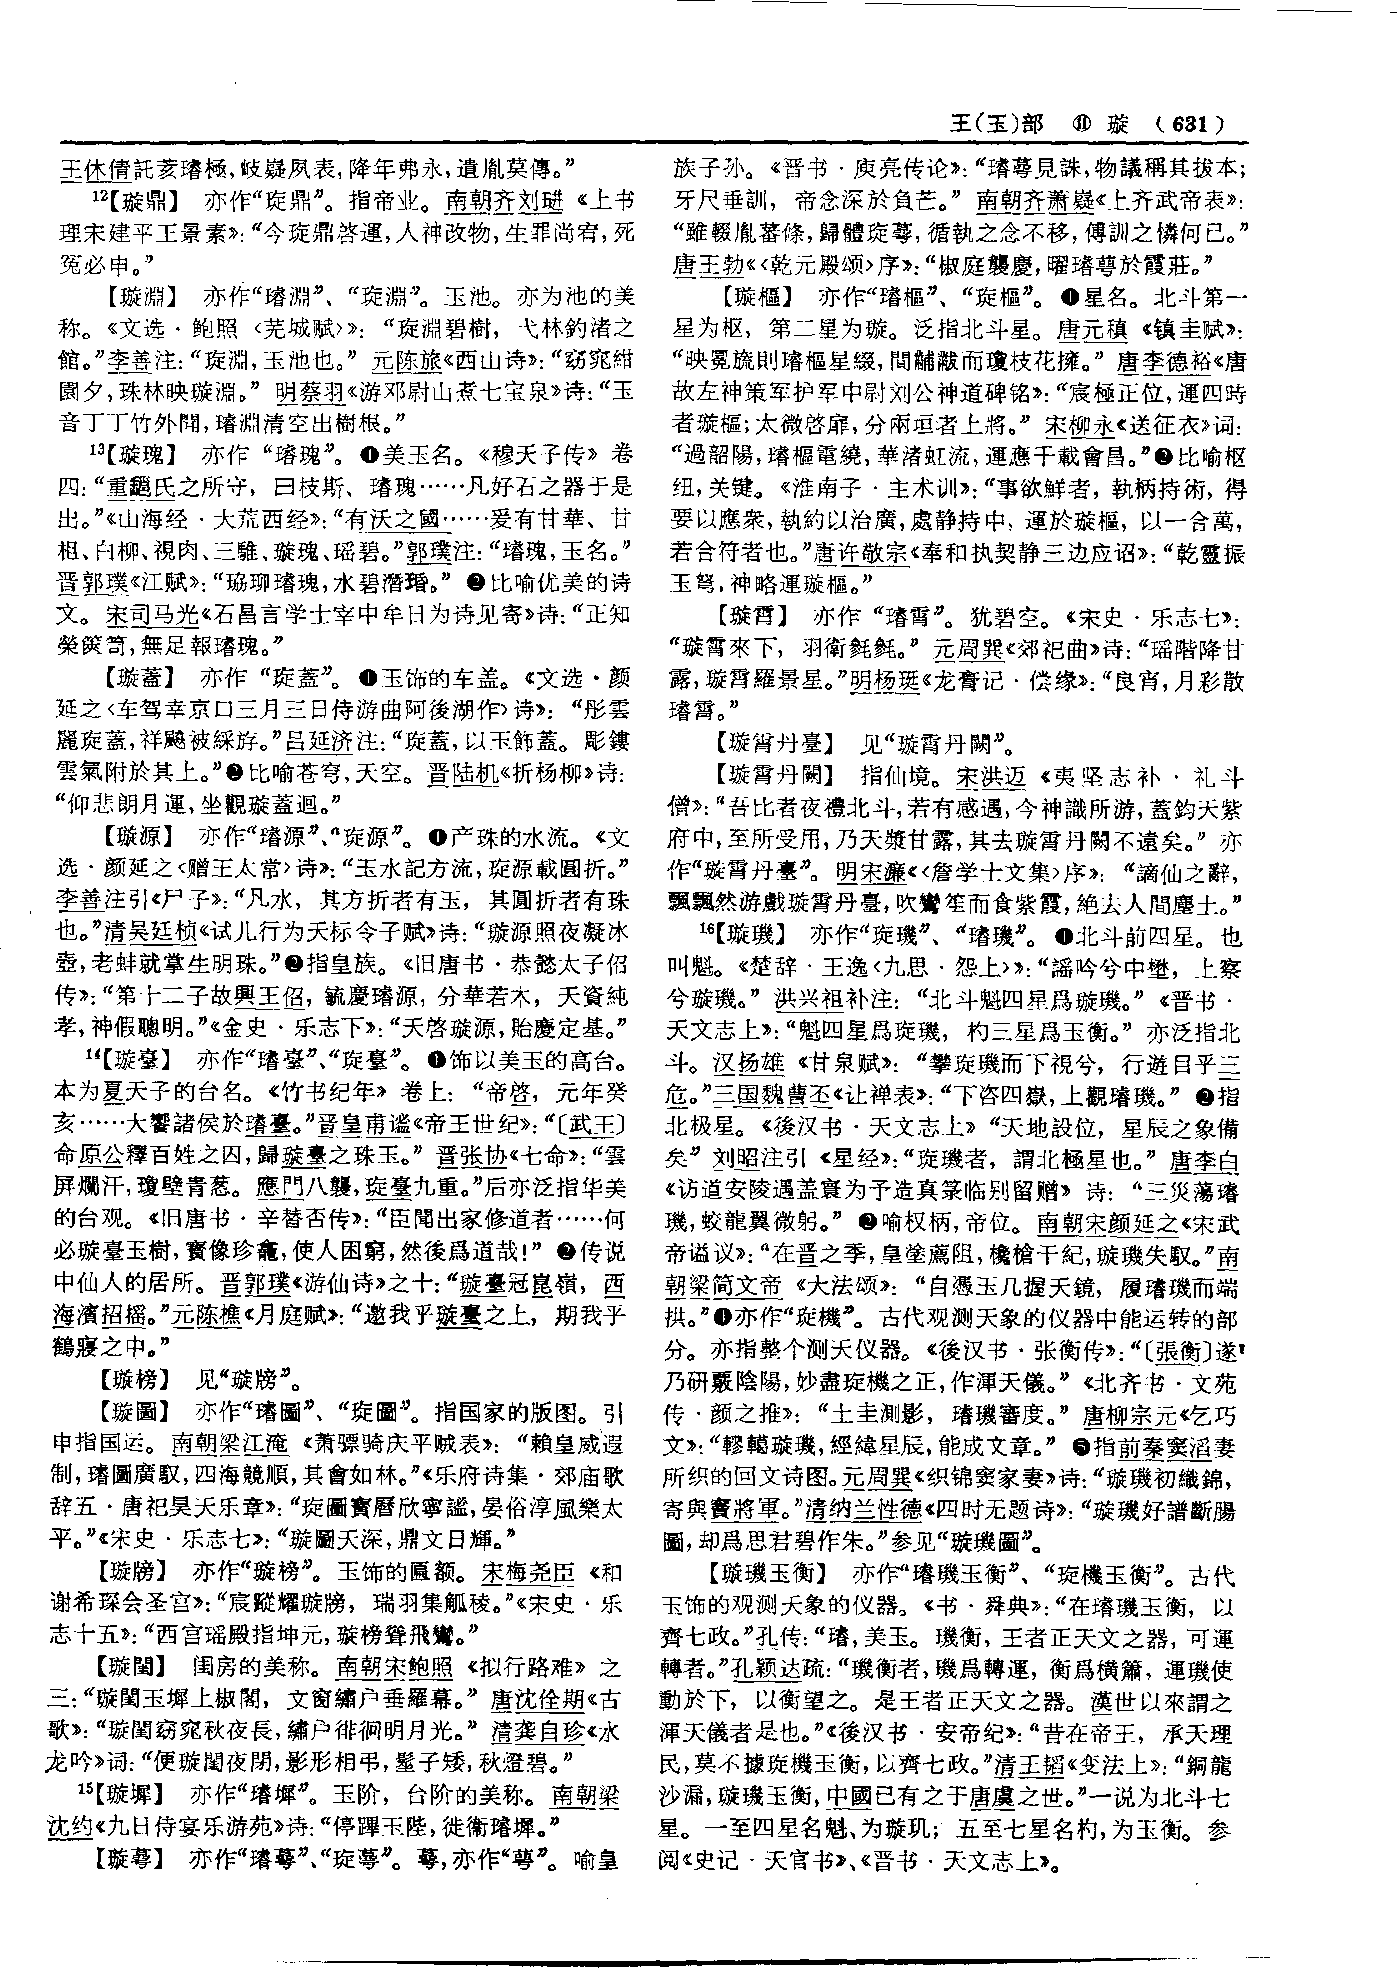 王(玉)部　⑪　璇　(631)
王休倩託荄璿極,岐嶷夙表,降年弗永,遺胤莫傳。”
12【璇鼎】　亦作“琁鼎”。指帝业。南朝齐刘琎《上书
理宋建平王景素》:“今琁鼎啓運,人神改物,生罪尚宥,死
冤必申。”
【璇淵】　亦作“璿淵”、“琁淵”。玉池。亦为池的美
称。《文选·鲍照〈芜城赋〉》:“琁淵碧樹,弋林釣渚之
館。”李善注:“琁淵,玉池也。”元陈旅《西山诗》:“窈窕紺
園夕,珠林映璇淵。”明蔡羽《游邓尉山煮七宝泉》诗:“玉
音丁丁竹外聞,璿淵清空出樹根。”
13【璇瑰】　亦作“璿瑰”。❶美玉名。《穆天子传》卷
四:“重䣫氏之所守,曰枝斯、璿瑰……凡好石之器于是
出。”《山海经·大荒西经》:“有沃之國……爰有甘華、甘
柤、白柳、視肉、三騅、璇瑰、瑶碧。”郭璞注:“璿瑰,玉名。”
晋郭璞《江赋》:“珕珋璿瑰,水碧潛琘。”❷比喻优美的诗
文。宋司马光《石昌言学士宰中牟日为诗见寄》诗:“正知
榮篋笥,無足報璿瑰。”
【璇蓋】　亦作“琁蓋”。❶玉饰的车盖。《文选·颜
延之〈车驾幸京口三月三日侍游曲阿後湖作〉诗》:“彤雲
麗琁蓋,祥飈被綵斿。”吕延济注:“琁蓋,以玉飾蓋。彫鏤
雲氣附於其上。”❷比喻苍穹,天空。晋陆机《折杨柳》诗:
“仰悲朗月運,坐觀璇蓋迴。”
【璇源】　亦作“璿源”、“琁源”。❶产珠的水流。《文
选·颜延之〈赠王太常〉诗》:“玉水記方流,琁源載圓折。”
李善注引《尸子》:“凡水,其方折者有玉,其圓折者有珠
也。”清吴廷桢《试儿行为天标令子赋》诗:“璇源照夜凝冰
壺,老蚌就掌生明珠。”❷指皇族。《旧唐书·恭懿太子佋
传》:“第十二子故興王佋,毓慶璿源,分華若木,天資純
孝,神假聰明。”《金史·乐志下》:“天啓璇源,貽慶定基。”
14【璇臺】　亦作“璿臺”、“琁臺”。❶饰以美玉的高台。
本为夏天子的台名。《竹书纪年》卷上:“帝啓,元年癸
亥……大饗諸侯於璿臺。”晋皇甫谧《帝王世纪》:“〔武王〕
命原公釋百姓之囚,歸璇臺之珠玉。”晋张协《七命》:“雲
屏爛汗,瓊壁青葱。應門八襲,琁臺九重。”后亦泛指华美
的台观。《旧唐书·辛替否传》:“臣聞出家修道者……何
必璇臺玉樹,寳像珍龕,使人困窮,然後爲道哉!”❷传说
中仙人的居所。晋郭璞《游仙诗》之十:“璇臺冠崑嶺,西
海濱招摇。”元陈樵《月庭赋》:“邀我乎璇臺之上,期我乎
鶴寢之中。”
【璇榜】　见“璇牓”。
【璇圖】　亦作“璿圖”、“琁圖”。指国家的版图。引
申指国运。南朝梁江淹《萧骠骑庆平贼表》:“賴皇威遐
制,璿圖廣馭,四海競順,其會如林。”《乐府诗集·郊庙歌
辞五·唐祀昊天乐章》:“琁圖寶曆欣寧謐,晏俗淳風樂太
平。”《宋史·乐志七》:“璇圖天深,鼎文日輝。”
【璇牓】　亦作“璇榜”。玉饰的匾额。宋梅尧臣《和
谢希琛会圣宫》:“宸蹤耀璇牓,瑞羽集觚稜。”《宋史·乐
志十五》:“西宫瑶殿指坤元,璇榜聳飛鸞。”
【璇閨】　闺房的美称。南朝宋鲍照《拟行路难》之
三:“璇閨玉墀上椒閣,文窗繡户垂羅幕。”唐沈佺期《古
歌》:“璇閨窈窕秋夜長,繡户徘徊明月光。”清龚自珍《水
龙吟》词:“便璇閨夜閉,影形相弔,鬟子矮,秋澄碧。”
15【璇墀】　亦作“璿墀”。玉阶,台阶的美称。南朝梁
沈约《九日侍宴乐游苑》诗:“停蹕玉陛,徙衛璿墀。”
【璇萼】　亦作“璿萼”、“琁萼”。萼,亦作“蕚”。喻皇
族子孙。《晋书·庾亮传论》:“璿萼見誅,物議稱其拔本;
牙尺垂訓,帝念深於負芒。”南朝齐萧嶷《上齐武帝表》:
“雖輟胤蕃條,歸體琁萼,循執之念不移,傅訓之憐何已。”
唐王勃《〈乾元殿颂〉序》:“椒庭襲慶,曜璿萼於霞莊。”
【璇樞】　亦作“璿樞”、“琁樞”。❶星名。北斗第一
星为枢,第二星为璇。泛指北斗星。唐元稹《镇圭赋》:
“映冕旒則璿樞星綴,間黼黻而瓊枝花擁。”唐李德裕《唐
故左神策军护军中尉刘公神道碑铭》:“宸極正位,運四時
者璇樞;太微啓扉,分兩垣者上將。”宋柳永《送征衣》词:
“過韶陽,璿樞電繞,華渚虹流,運應千載會昌。”❷比喻枢
纽,关键。《淮南子·主术训》:“事欲鮮者,執柄持術,得
要以應衆,執約以治廣,處静持中,運於璇樞,以一合萬,
若合符者也。”唐许敬宗《奉和执契静三边应诏》:“乾靈振
玉弩,神略運璇樞。”
【璇霄】　亦作“璿霄”。犹碧空。《宋史·乐志七》:
“璇霄來下,羽衛毿毿。”元周巽《郊祀曲》诗:“瑶階降甘
露,璇霄羅景星。”明杨珽《龙膏记·偿缘》:“良宵,月彩散
璿霄。”
【璇霄丹臺】　见“璇霄丹闕”。
【璇霄丹闕】　指仙境。宋洪迈《夷坚志补·礼斗
僧》:“吾比者夜禮北斗,若有感遇,今神識所游,蓋鈞天紫
府中,至所受用,乃天漿甘露,其去璇霄丹闕不遠矣。”亦
作“璇霄丹臺”。明宋濂《〈詹学士文集〉序》:“謫仙之辭,
飄飄然游戲璇霄丹臺,吹鸞笙而食紫霞,絶去人間塵土。”
16【璇璣】　亦作“琁璣”、“璿璣”。❶北斗前四星。也
叫魁。《楚辞·王逸〈九思·怨上〉》:“謡吟兮中壄,上察
兮璇璣。”洪兴祖补注:“北斗魁四星爲璇璣。”《晋书·
天文志上》:“魁四星爲琁璣,杓三星爲玉衡。”亦泛指北
斗。汉扬雄《甘泉赋》:“攀琁璣而下視兮,行遊目乎三
危。”三国魏曹丕《让禅表》:“下咨四嶽,上觀璿璣。”❷指
北极星。《後汉书·天文志上》“天地設位,星辰之象備
矣”刘昭注引《星经》:“琁璣者,謂北極星也。”唐李白
《访道安陵遇盖寰为予造真箓临别留赠》诗:“三災蕩璿
璣,蛟龍翼微躬。”❷喻权柄,帝位。南朝宋颜延之《宋武
帝谥议》:“在晋之季,皇塗薦阻,欃槍干紀,璇璣失馭。”南
朝梁简文帝《大法颂》:“自憑玉几握天鏡,履璿璣而端
拱。”❹亦作“琁機”。古代观测天象的仪器中能运转的部
分。亦指整个测天仪器。《後汉书·张衡传》:“〔張衡〕遂
乃研覈陰陽,妙盡琁機之正,作渾天儀。”《北齐书·文苑
传·颜之推》:“土圭測影,璿璣審度。”唐柳宗元《乞巧
文》:“轇轕璇璣,經緯星辰,能成文章。”❺指前秦窦滔妻
所织的回文诗图。元周巽《织锦窦家妻》诗:“璇璣初織錦,
寄與竇將軍。”清纳兰性德《四时无题诗》:“璇璣好譜斷腸
圖,却爲思君碧作朱。”参见“璇璣圖”。
【璇璣玉衡】　亦作“璿璣玉衡”、“琁機玉衡”。古代
玉饰的观测天象的仪器。《书·舜典》:“在璿璣玉衡,以
齊七政。”孔传:“璿,美玉。璣衡,王者正天文之器,可運
轉者。”孔颖达疏:“璣衡者,璣爲轉運,衡爲横簫,運璣使
動於下,以衡望之。是王者正天文之器。漢世以來謂之
渾天儀者是也。”《後汉书·安帝纪》:“昔在帝王,承天理
民,莫不據琁機玉衡,以齊七政。”清王韬《变法上》:“銅龍
沙漏,璇璣玉衡,中國已有之于唐虞之世。”一说为北斗七
星。一至四星名魁、为璇玑;五至七星名杓,为玉衡。参
阅《史记·天官书》、《晋书·天文志上》。